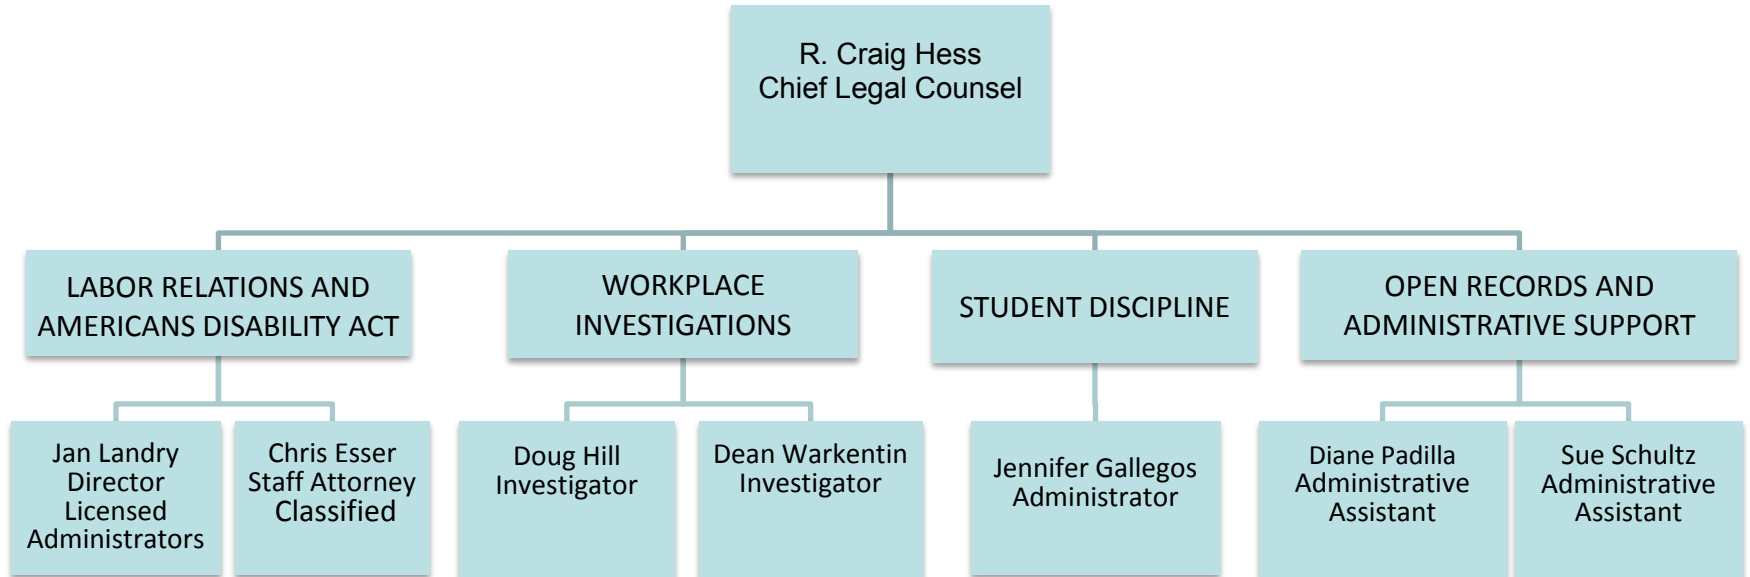 R. Craig Hess
Chief Legal Counsel
LABOR RELATIONS AND
AMERICANS DISABILITY ACT
WORKPLACE
INVESTIGATIONS
STUDENT DISCIPLINE
OPEN RECORDS AND
ADMINISTRATIVE SUPPORT
Jan Landry
Director
Licensed
Administrators
Chris Esser
Staff Attorney
Classified
Doug Hill
Investigator
Dean Warkentin
Investigator
Jennifer Gallegos
Administrator
Diane Padilla
Administrative
Assistant
Sue Schultz
Administrative
Assistant